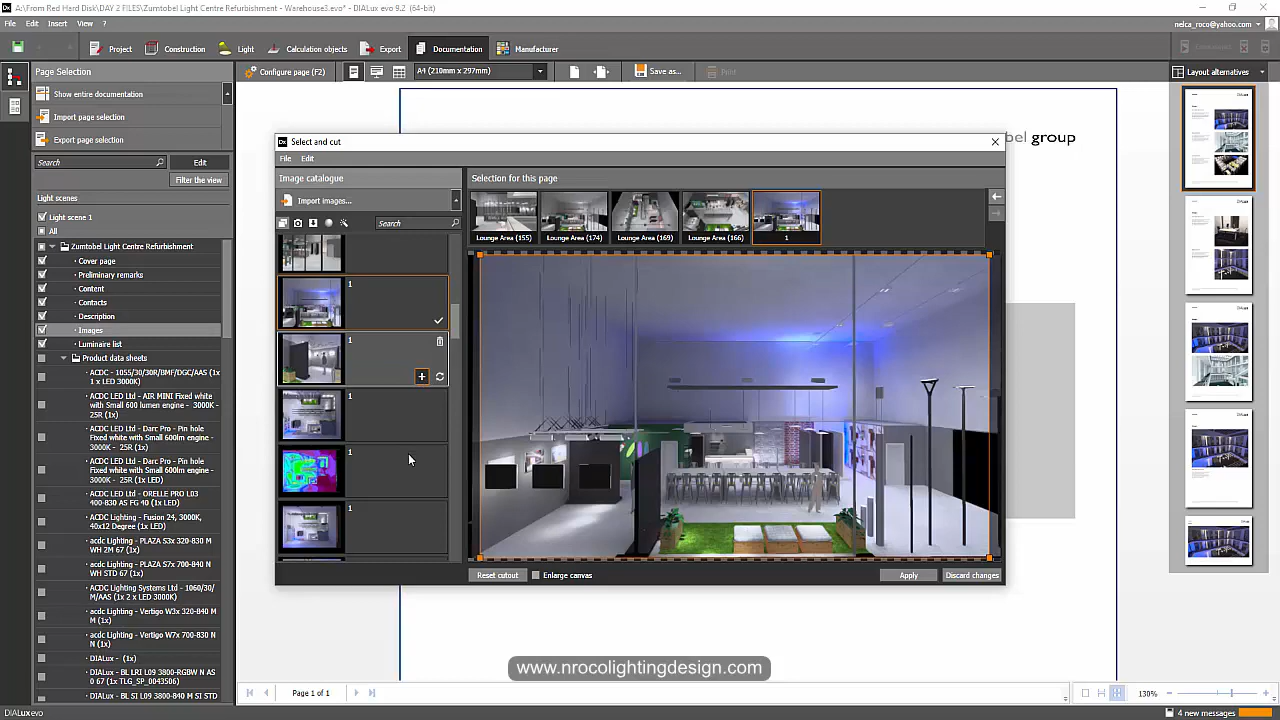 A:\From Red Hard Disk\DAY 2 FILES\Zumtobel Light Centre Refurbishment - Warehouse3.evo* - DIALux evo 9.2 (64-bit)
File Edit Insert View ?
nelca_roco@yahoo.com
Project Construction Light Calculation objects Export Documentation Manufacturer
Page Selection
Show entire documentation
Import page selection
Export page selection
Search Edit
Filter the view
Light scenes
Light scene 1
All
Zumtobel Light Centre Refurbishment
Cover page
Preliminary remarks
Content
Contacts
Description
Images
Luminaire list
Product data sheets
ACDC - 1055/30/30R/BMF/DGC/AAS (1x
1 x LED 3000K)
ACDC LED Ltd - AIR MINI Fixed white
with Small 600 lumen engine - 3000K -
25R (1x)
ACDC LED Ltd - Darc Pro - Pin hole
Fixed white with Small 600lm engine -
3000K - 25R (1x)
ACDC LED Ltd - Darc Pro - Pin hole
Fixed white with Small 600lm engine -
3000K - 25R (1x)
ACDC LED Ltd - ORELLE PRO L03
400-830 AS FG MT (1x)
ACDC Lighting - Fusion 24, 3000K,
40x12 Degree (1x LED)
ACDC Lighting - PLAZA S3x 320-830 M
WH 2M 67 (1x)
ACDC Lighting - PLAZA S7x 700-840 M
WH STD 67 (1x)
ACDC Lighting Systems Ltd - 1060/30/
M/AAS (1x 2 x LED 3000K)
acdc Lighting - Vertigo W3x 320-840 M
M (1x)
acdc Lighting - Vertigo W7x 700-830 N
N (1x)
DIALux - (1x)
DIALux - BL LRI L09 3800-RGBW N AS
0 67 (1x TLG_SP_0043506)
DIALux - BL SI L09 3800-840 M SI STD
Configure page (F2)
A4 (210mm x 297mm)
Save as...
Print
Layout alternatives
bel group
Select and cut
File Edit
Image catalogue
Import images...
Search
1
1
1
1
1
Selection for this page
Lounge Area (155) Lounge Area (174) Lounge Area (169) Lounge Area (166) 1
Reset cutout Enlarge canvas Apply Discard changes
www.nrocolightingdesign.com
Page 1 of 1
130%
DIALux evo
4 new messages